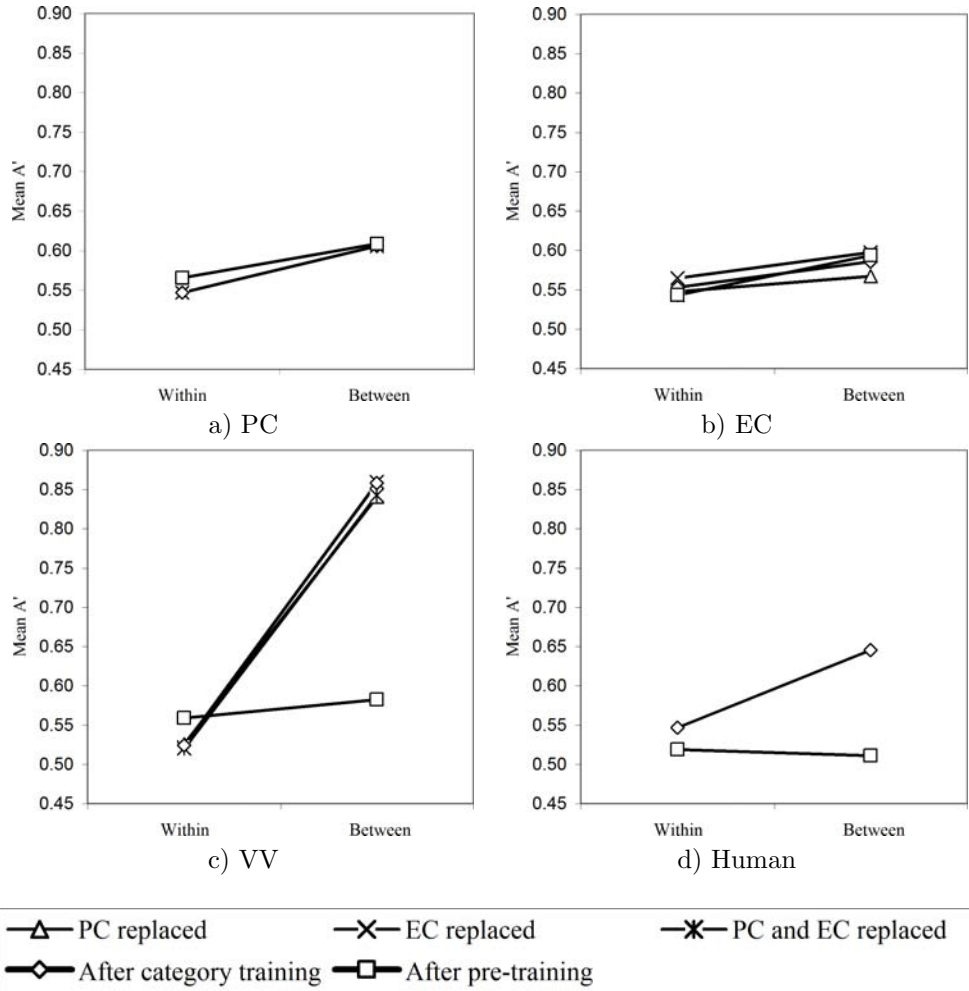 0.90
0.85
0.80
0.75
0.70
0.65
0.60
0.55
0.50
0.45
Mean A'
Within Between
a) PC
0.90
0.85
0.80
0.75
0.70
0.65
0.60
0.55
0.50
0.45
Mean A'
Within Between
b) EC
0.90
0.85
0.80
0.75
0.70
0.65
0.60
0.55
0.50
0.45
Mean A'
Within Between
c) VV
0.90
0.85
0.80
0.75
0.70
0.65
0.60
0.55
0.50
0.45
Mean A'
Within Between
d) Human
PC replaced EC replaced PC and EC replaced
After category training After pre-training